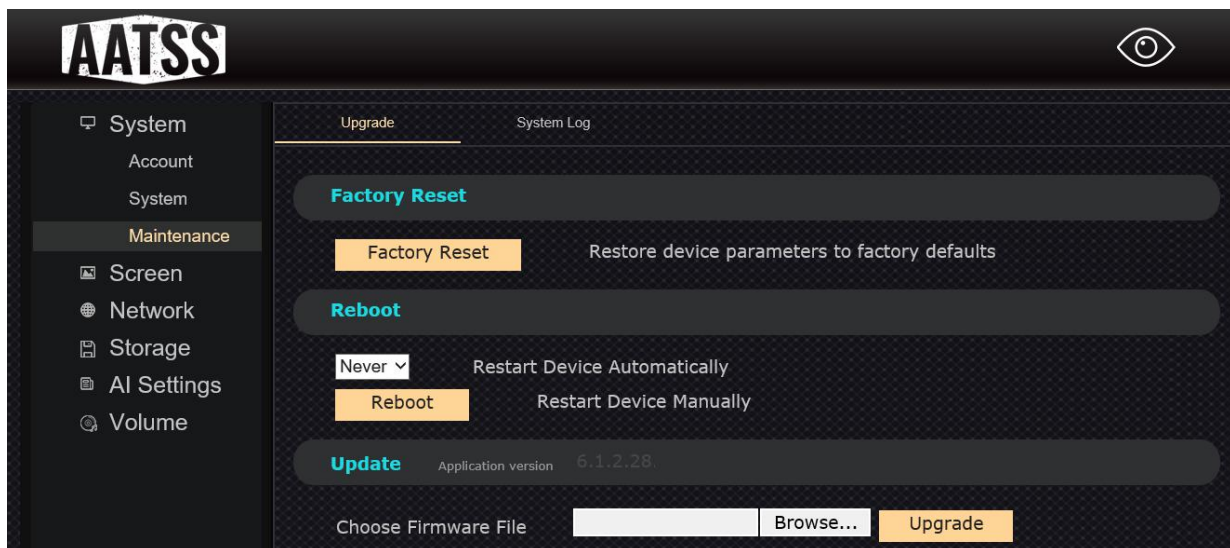 AATSS
System
Account
System
Maintenance
Screen
Network
Storage
AI Settings
Volume
Upgrade System Log
Factory Reset
Factory Reset Restore device parameters to factory defaults
Reboot
Never Restart Device Automatically
Reboot Restart Device Manually
Update Application version 6.1.2.28.
Choose Firmware File Browse... Upgrade